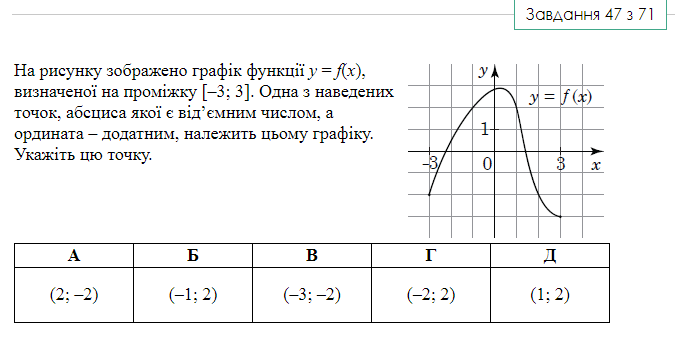 Завдання 47 з 71
На рисунку зображено графік функції y = f(x),
визначеної на проміжку [–3; 3]. Одна з наведених
точок, абсциса якої є від’ємним числом, а
ордината – додатним, належить цьому графіку.
Укажіть цю точку.
y
y = f (x)
1
–3 0 3 x
А Б В Г Д
(2; –2) (–1; 2) (–3; –2) (–2; 2) (1; 2)